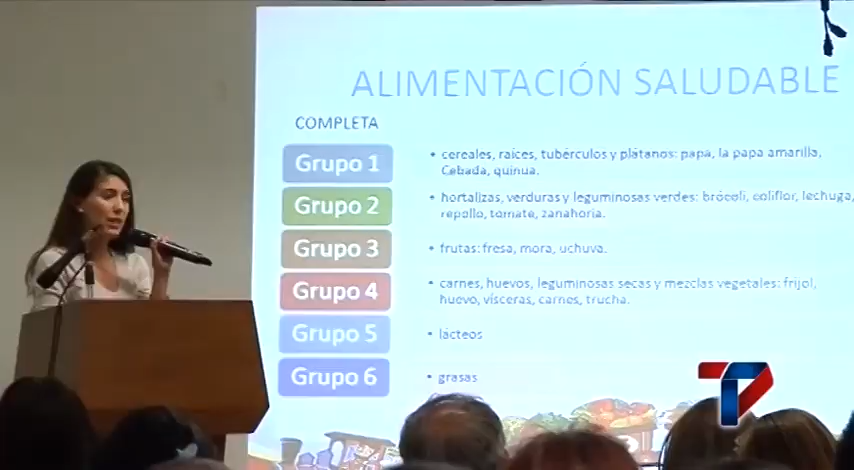 ALIMENTACIÓN SALUDABLE
COMPLETA
Grupo 1
• cereales, raíces, tubérculos y plátanos: papa, la papa amarilla,
Cebada, quinua.
Grupo 2
• hortalizas, verduras y leguminosas verdes: brócoli, coliflor, lechuga,
repollo, tomate, zanahoria.
Grupo 3
• frutas: fresa, mora, uchuva.
Grupo 4
• carnes, huevos, leguminosas secas y mezclas vegetales: frijol,
huevo, vísceras, carnes, trucha.
Grupo 5
• lácteos
Grupo 6
• grasas